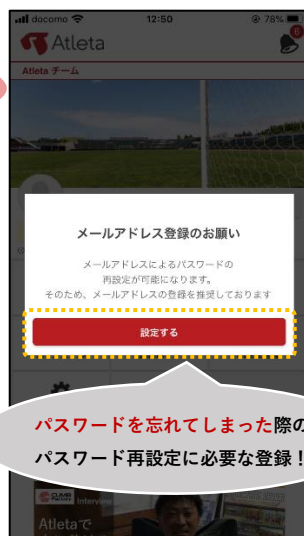 docomo 12:50 78%
Atleta 6
Atleta チーム
メールアドレス登録のお願い
メールアドレスによるパスワードの
再設定が可能になります。
そのため、メールアドレスの登録を推奨しております
設定する
パスワードを忘れてしまった際の
パスワード再設定に必要な登録！
CLIMB Factory Interview
Atletaで